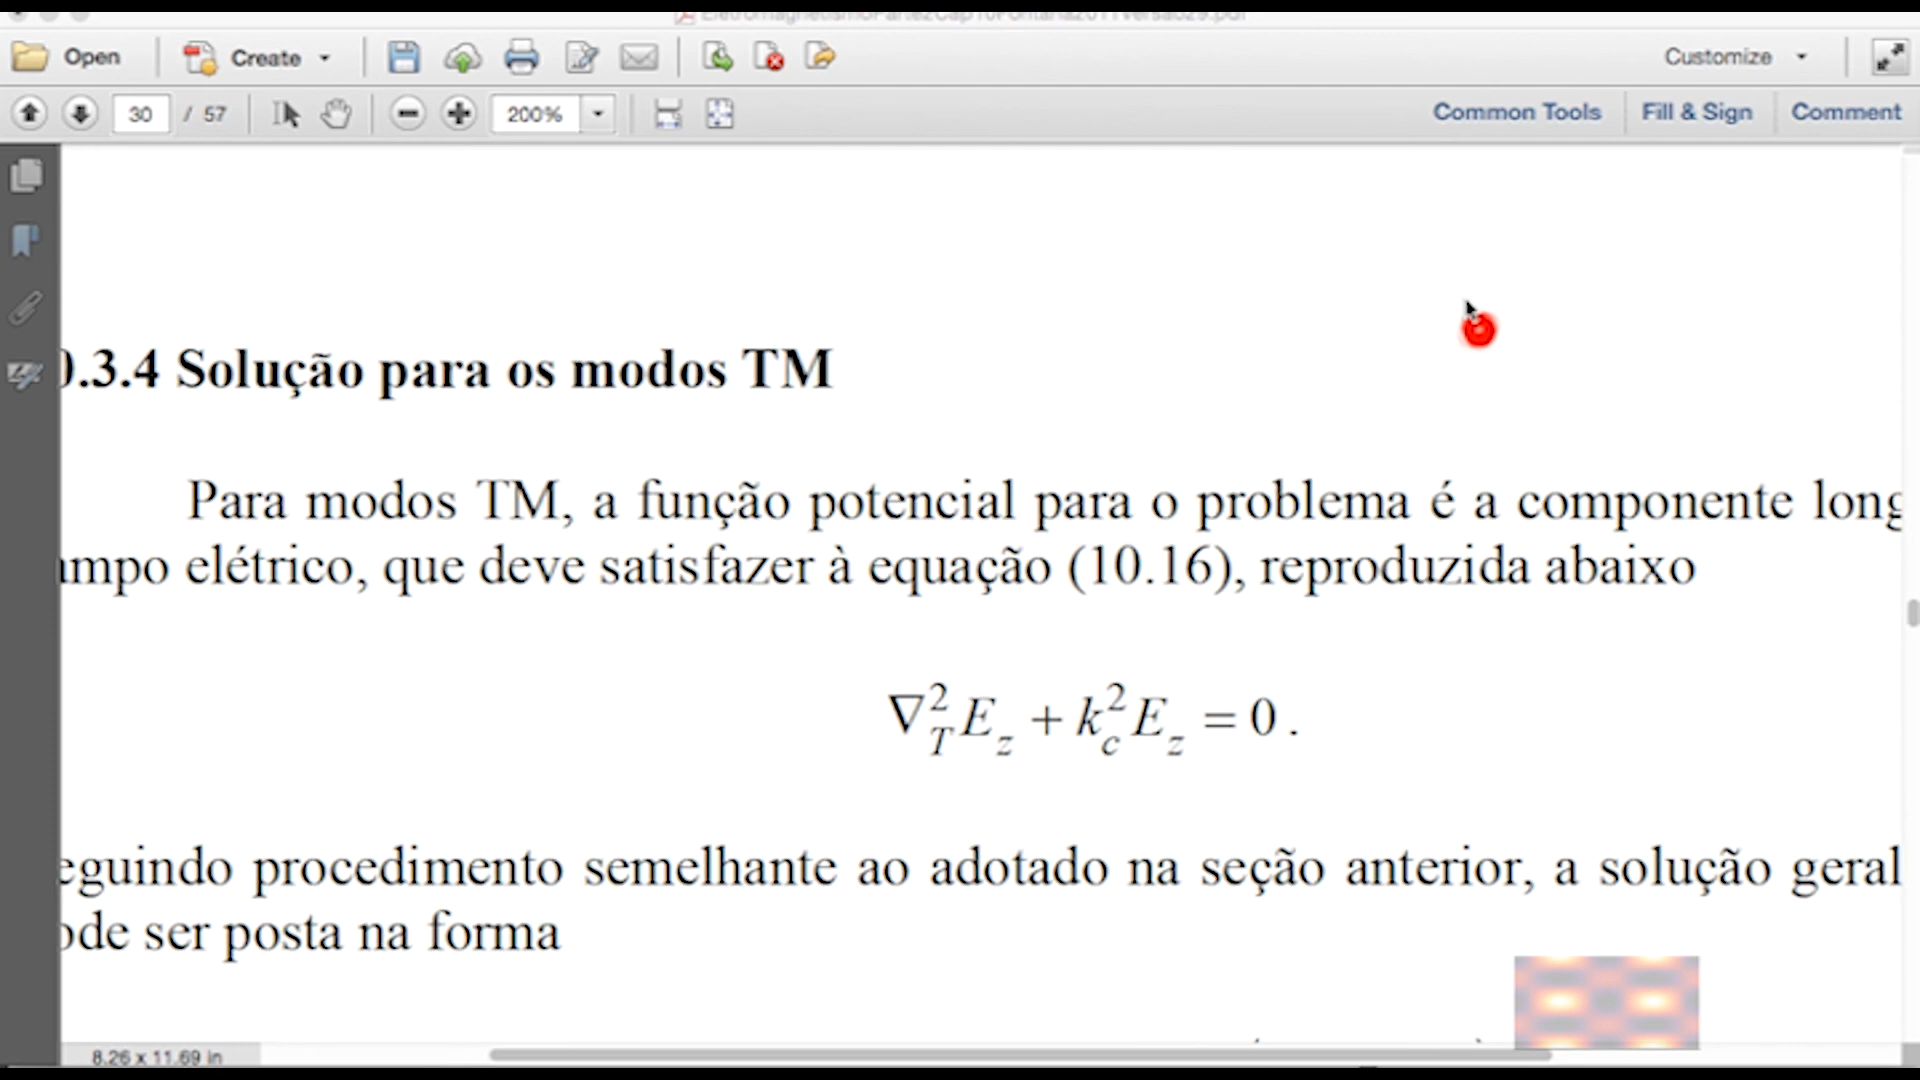 Open
Create
Customize
30 / 57
200%
Common Tools
Fill & Sign
Comment
.3.4 Solução para os modos TM
Para modos TM, a função potencial para o problema é a componente long
ampo elétrico, que deve satisfazer à equação (10.16), reproduzida abaixo
∇²_T E_z + k²_c E_z = 0 .
eguindo procedimento semelhante ao adotado na seção anterior, a solução geral
ode ser posta na forma
8.26 x 11.69 in